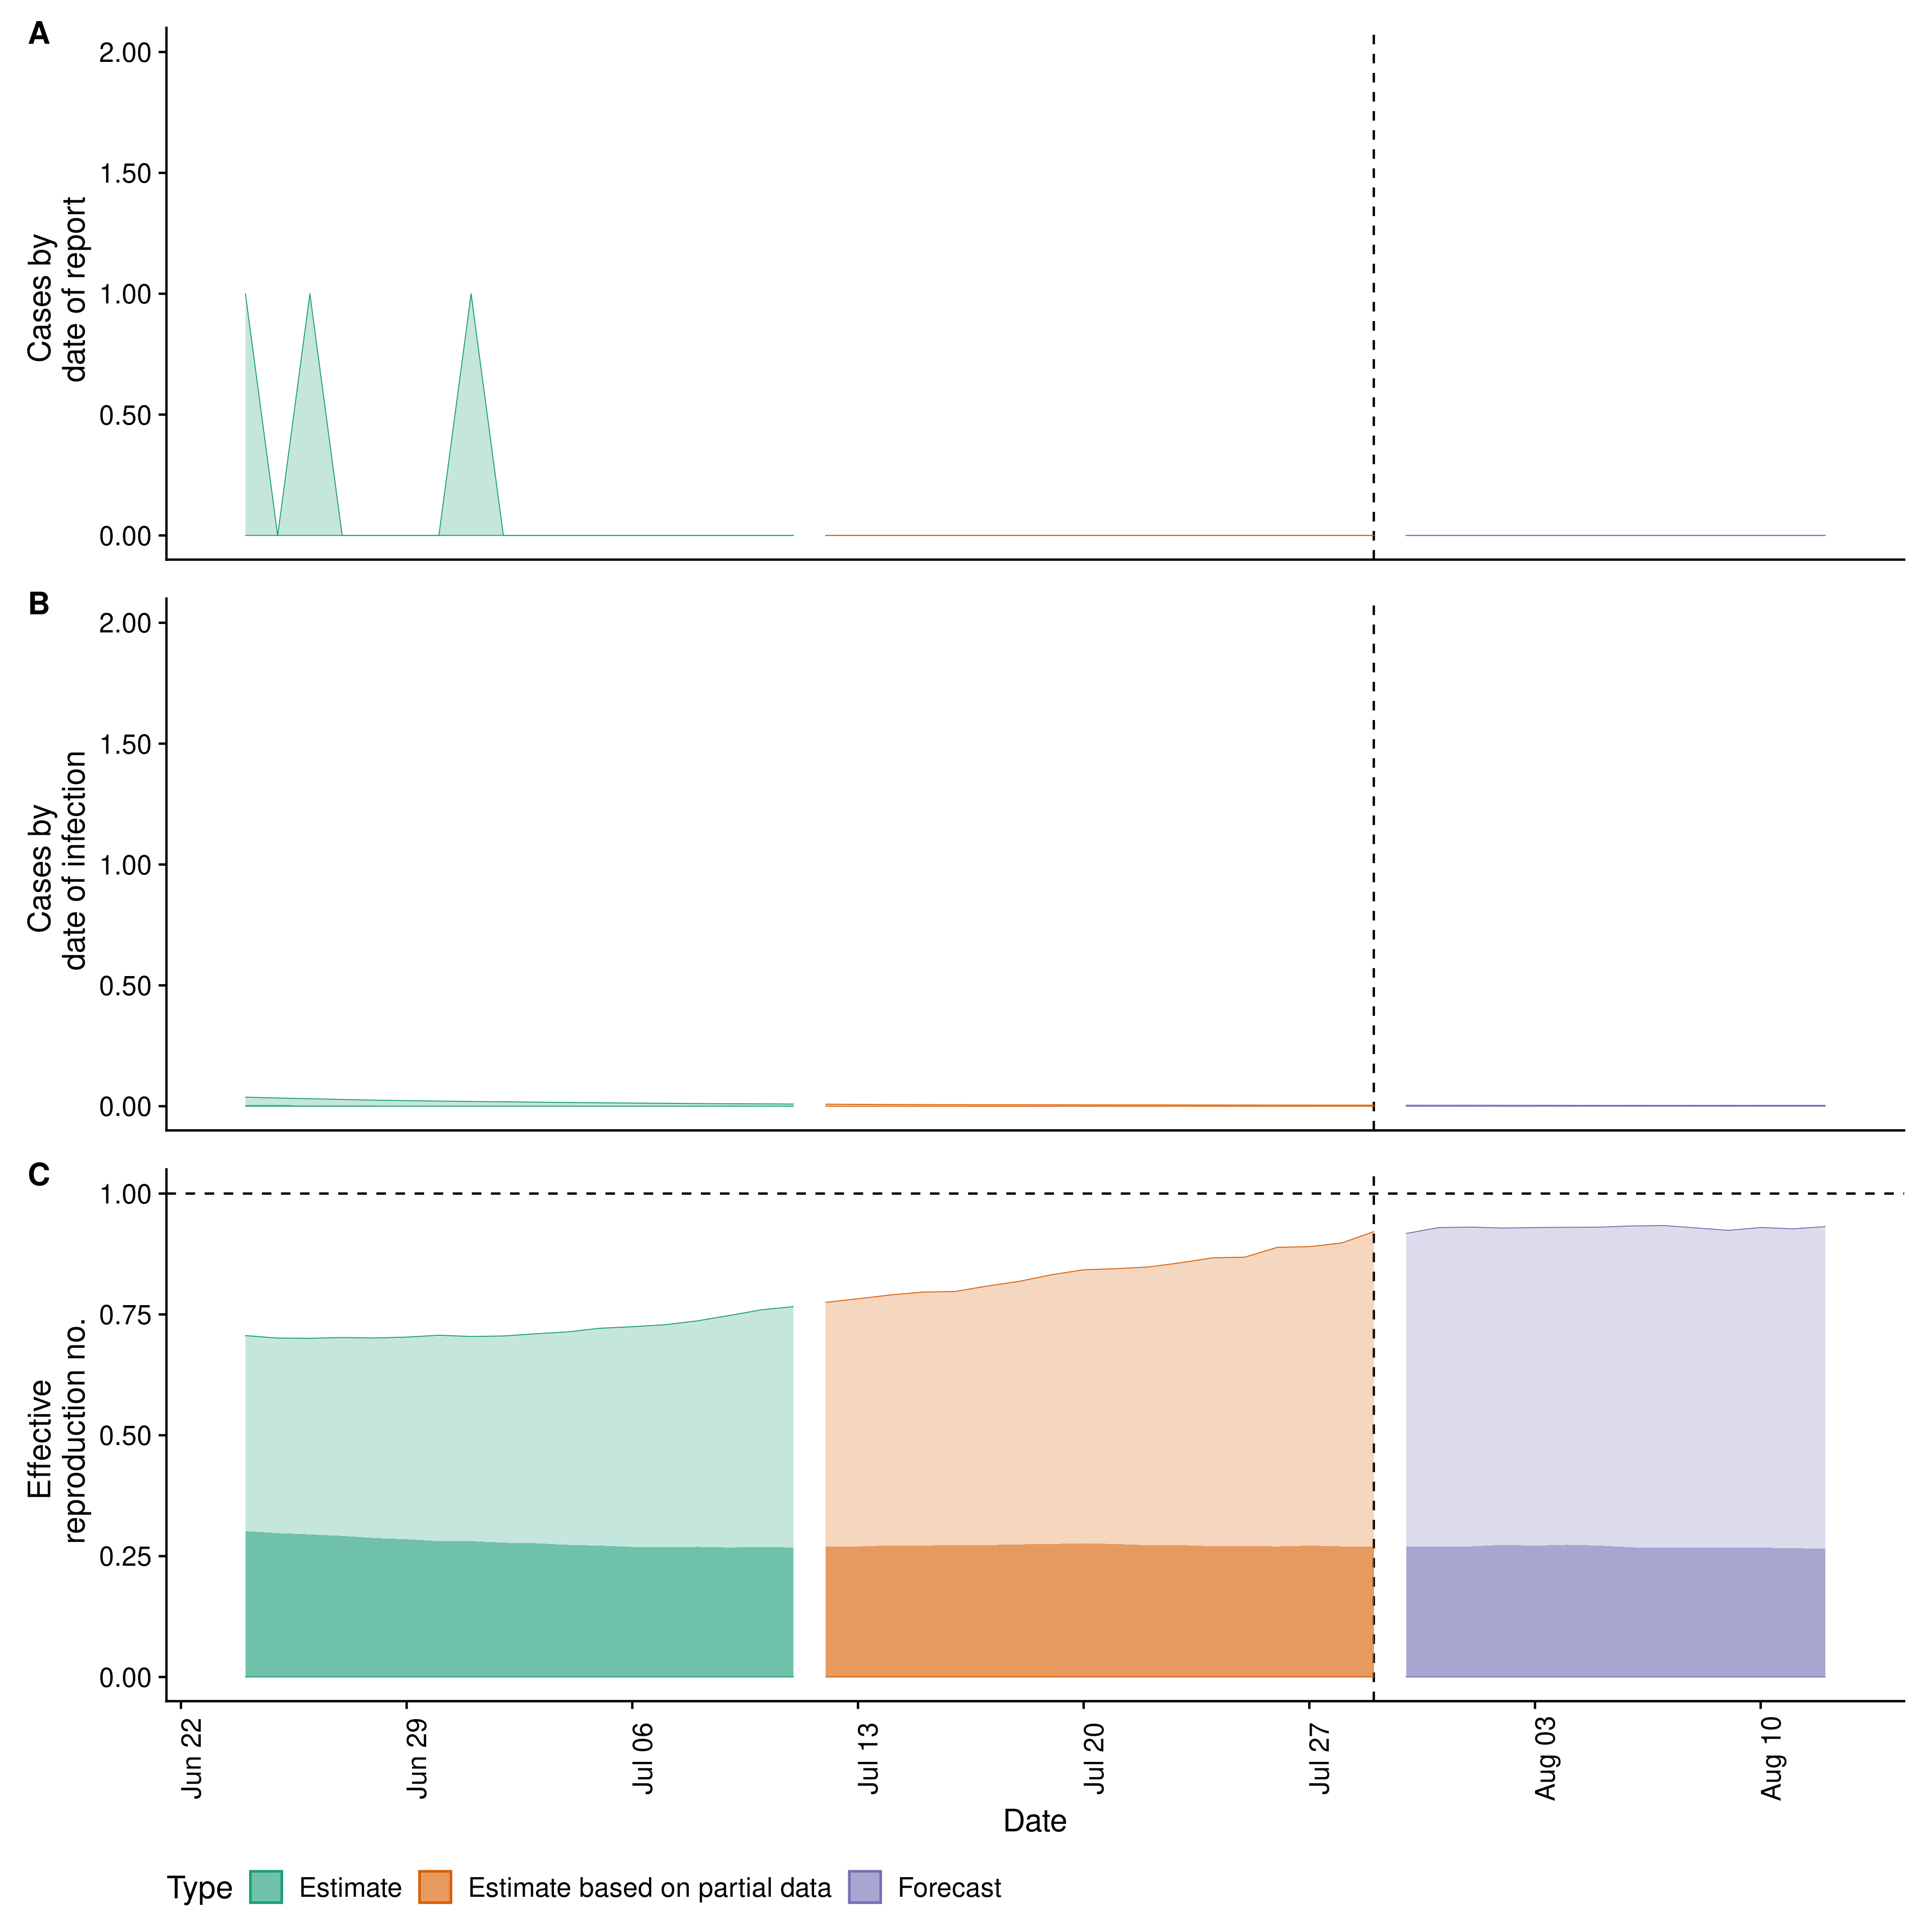 A
2.00
1.50
1.00
0.50
0.00
Cases by
date of report
B
2.00
1.50
1.00
0.50
0.00
Cases by
date of infection
C
1.00
0.75
0.50
0.25
0.00
Effective
reproduction no.
Jun 22
Jun 29
Jul 06
Jul 13
Jul 20
Jul 27
Aug 03
Aug 10
Date
Type Estimate Estimate based on partial data Forecast